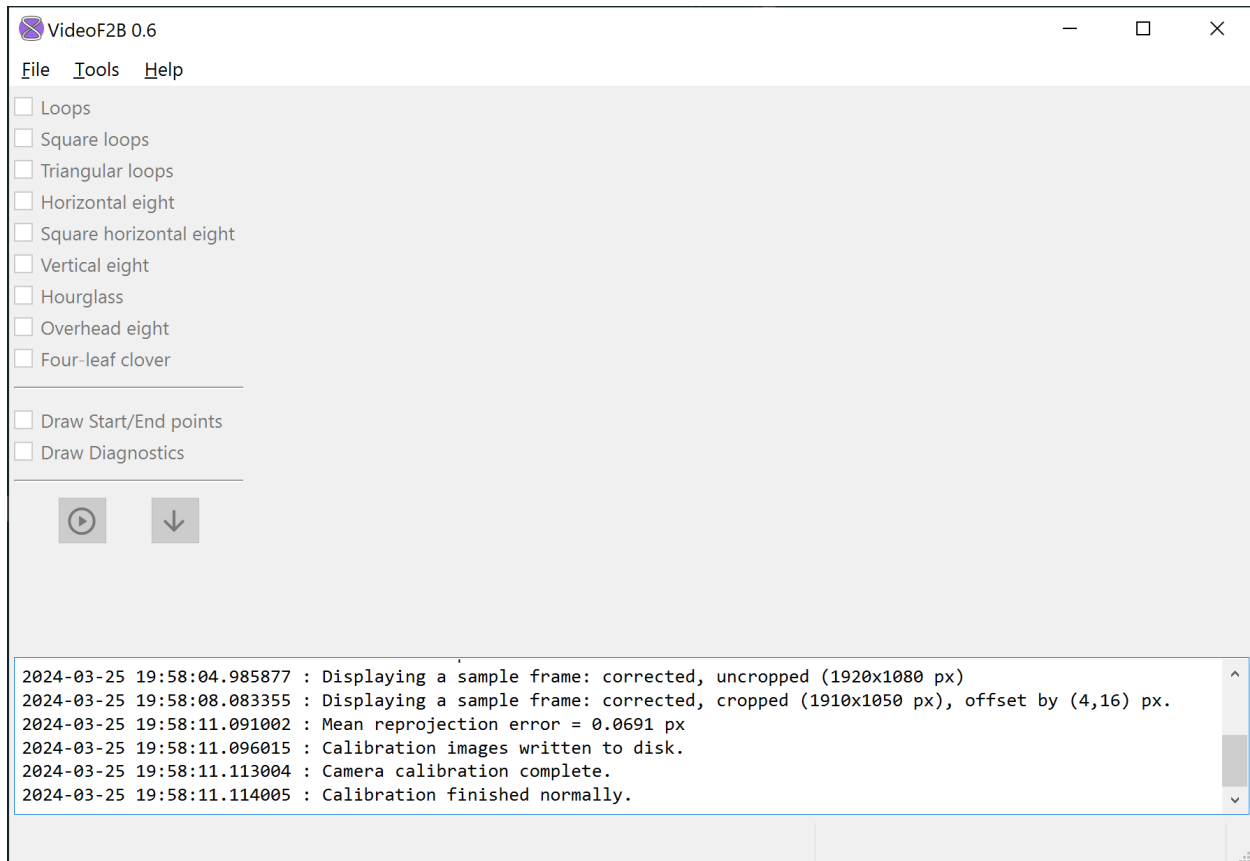 VideoF2B 0.6
File Tools Help
Loops
Square loops
Triangular loops
Horizontal eight
Square horizontal eight
Vertical eight
Hourglass
Overhead eight
Four-leaf clover
Draw Start/End points
Draw Diagnostics
2024-03-25 19:58:04.985877 : Displaying a sample frame: corrected, uncropped (1920x1080 px)
2024-03-25 19:58:08.083355 : Displaying a sample frame: corrected, cropped (1910x1050 px), offset by (4,16) px.
2024-03-25 19:58:11.091002 : Mean reprojection error = 0.0691 px
2024-03-25 19:58:11.096015 : Calibration images written to disk.
2024-03-25 19:58:11.113004 : Camera calibration complete.
2024-03-25 19:58:11.114005 : Calibration finished normally.